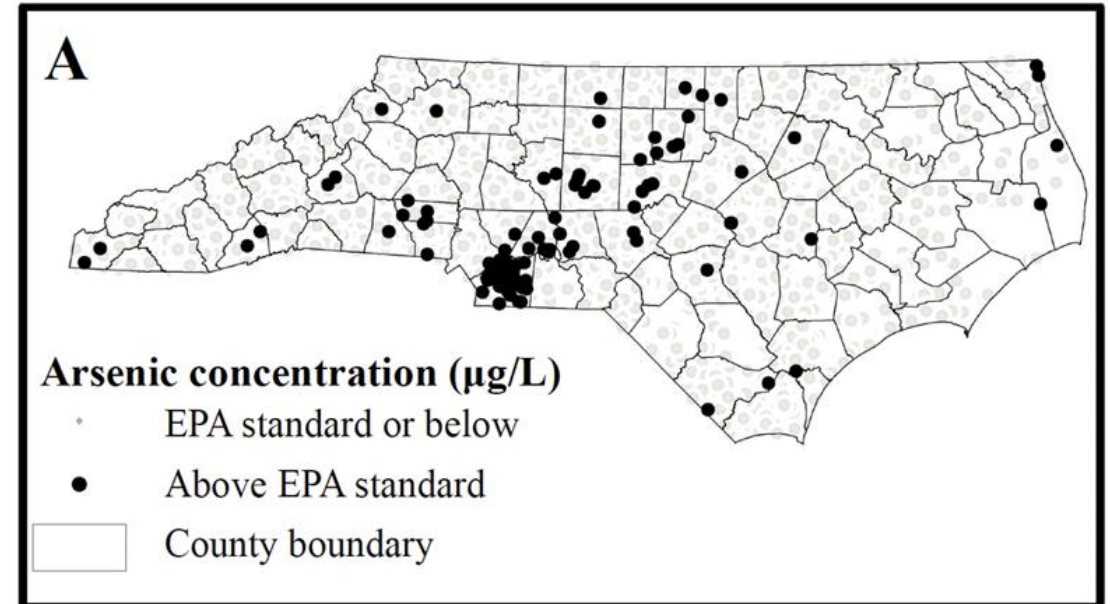 A
Arsenic concentration (µg/L)
EPA standard or below
Above EPA standard
County boundary